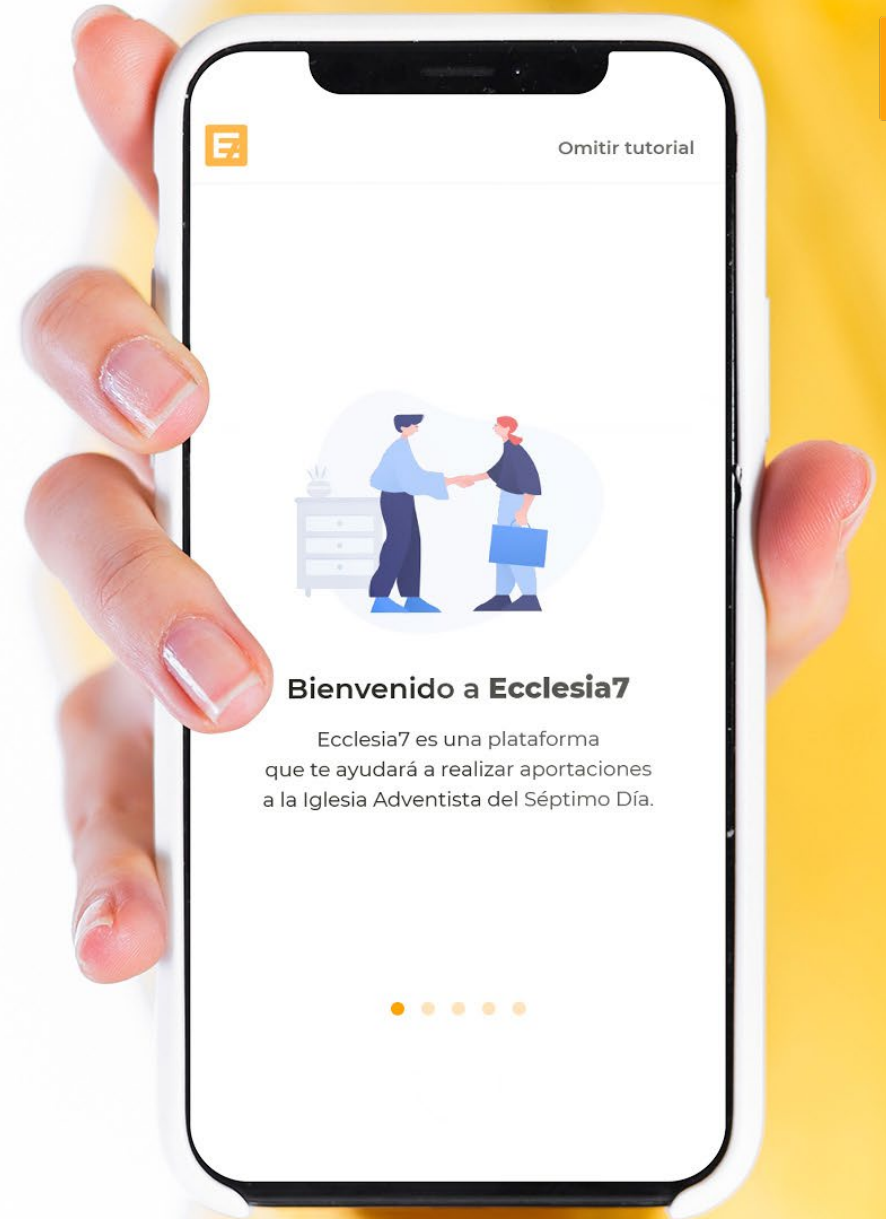 E7
Omitir tutorial
Bienvenido a Ecclesia7
Ecclesia7 es una plataforma
que te ayudará a realizar aportaciones
a la Iglesia Adventista del Séptimo Día.